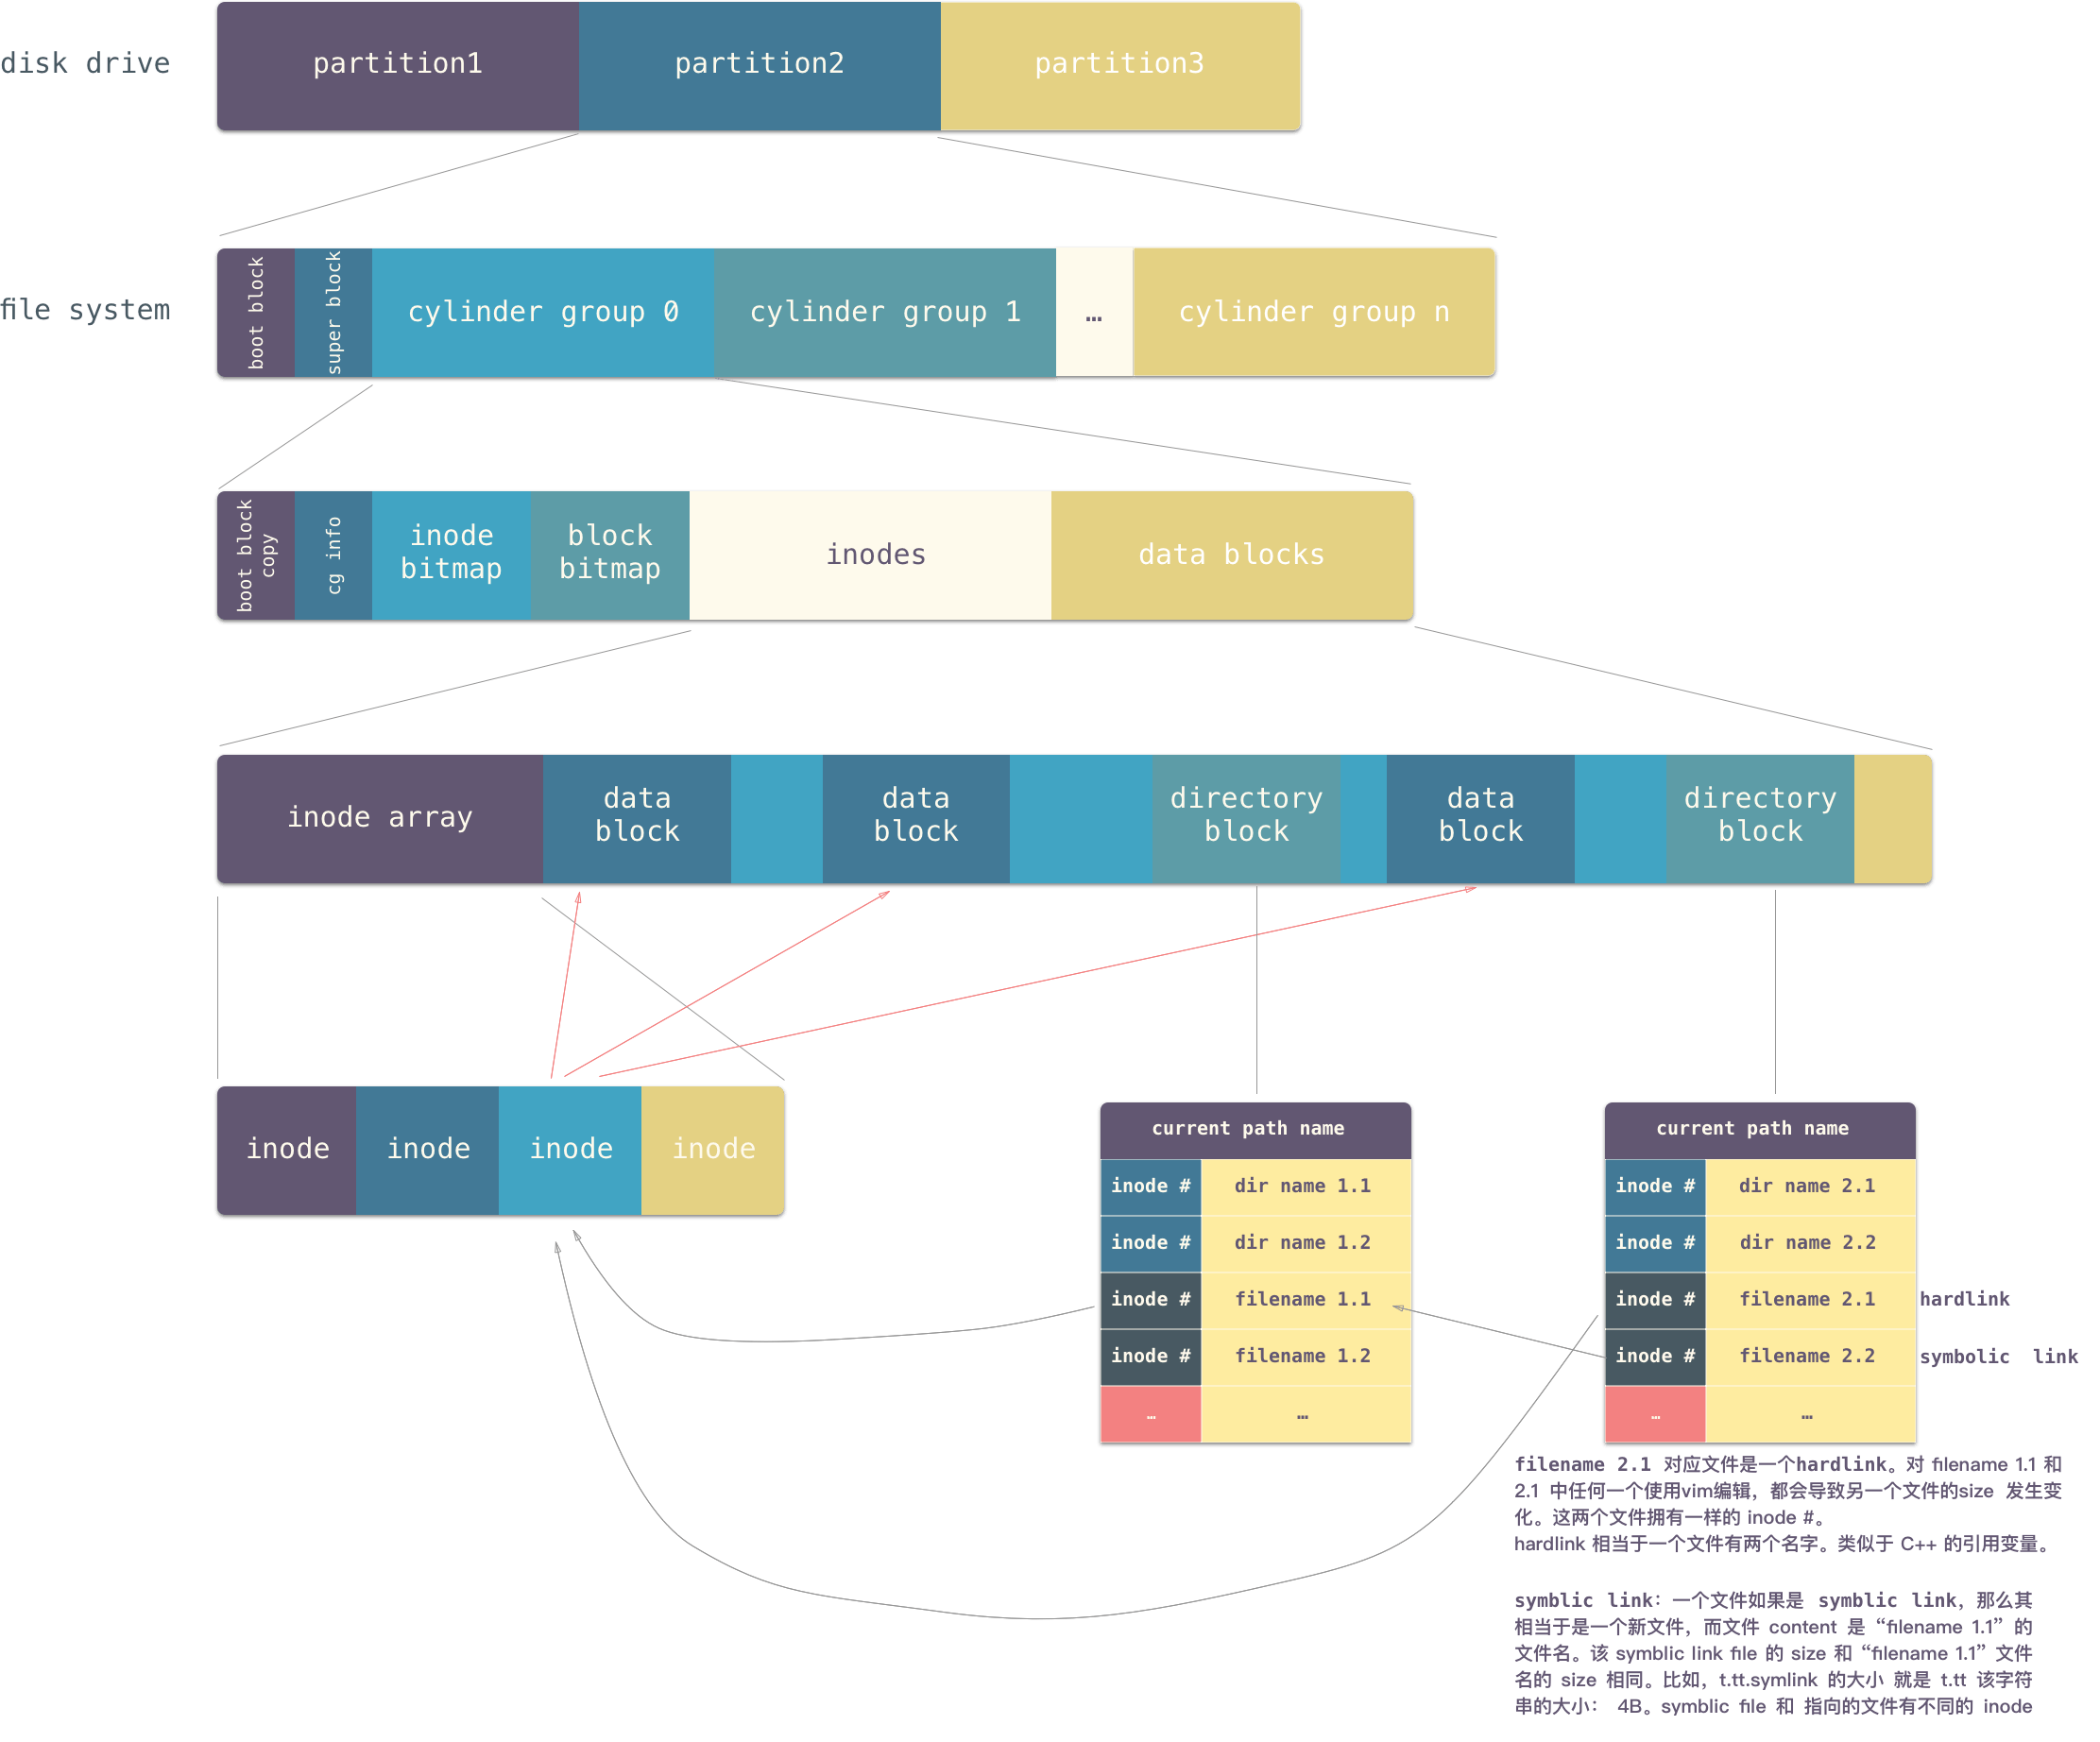 disk drive
partition1
partition2
partition3
file system
boot block
super block
cylinder group 0
cylinder group 1
…
cylinder group n
boot block
copy
cg info
inode
bitmap
block
bitmap
inodes
data blocks
inode array
data
block
data
block
directory
block
data
block
directory
block
inode
inode
inode
inode
current path name
inode #
dir name 1.1
inode #
dir name 1.2
inode #
filename 1.1
inode #
filename 1.2
…
…
current path name
inode #
dir name 2.1
inode #
dir name 2.2
inode #
filename 2.1
hardlink
inode #
filename 2.2
symbolic link
…
…
filename 2.1 对应文件是一个hardlink。对 filename 1.1 和
2.1 中任何一个使用vim编辑，都会导致另一个文件的size 发生变
化。这两个文件拥有一样的 inode #。
hardlink 相当于一个文件有两个名字。类似于 C++ 的引用变量。
symblic link：一个文件如果是 symblic link，那么其
相当于是一个新文件，而文件 content 是“filename 1.1”的
文件名。该 symblic link file 的 size 和“filename 1.1”文件
名的 size 相同。比如，t.tt.symlink 的大小 就是 t.tt 该字符
串的大小： 4B。symblic file 和 指向的文件有不同的 inode